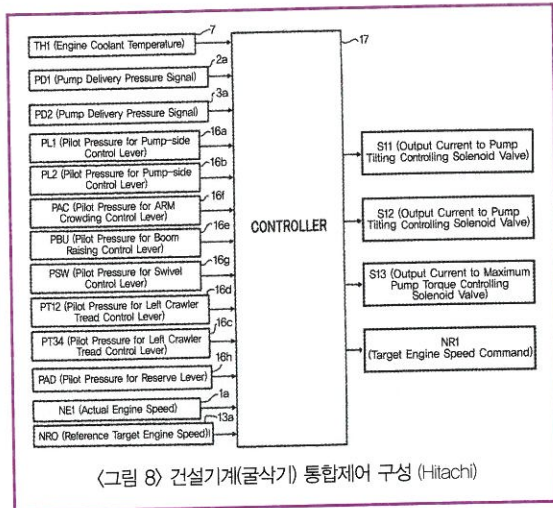 7
TH1 (Engine Coolant Temperature)
2a
PD1 (Pump Delivery Pressure Signal)
3a
PD2 (Pump Delivery Pressure Signal)
16a
PL1 (Pilot Pressure for Pump-side
Control Lever)
16b
PL2 (Pilot Pressure for Pump-side
Control Lever)
16f
PAC (Pilot Pressure for ARM
Crowding Control Lever)
16e
PBU (Pilot Pressure for Boom
Raising Control Lever)
16g
PSW (Pilot Pressure for Swivel
Control Lever)
16d
PT12 (Pilot Pressure for Left Crawler
Tread Control Lever)
16c
PT34 (Pilot Pressure for Left Crawler
Tread Control Lever)
16h
PAD (Pilot Pressure for Reserve Lever)
1a
NE1 (Actual Engine Speed)
13a
NRO (Reference Target Engine Speed)
17
CONTROLLER
S11 (Output Current to Pump
Tilting Controlling Solenoid Valve)
S12 (Output Current to Pump
Tilting Controlling Solenoid Valve)
S13 (Output Current to Maximum
Pump Torque Controlling
Solenoid Valve)
NR1
(Target Engine Speed Command)
〈그림 8〉 건설기계(굴삭기) 통합제어 구성 (Hitachi)